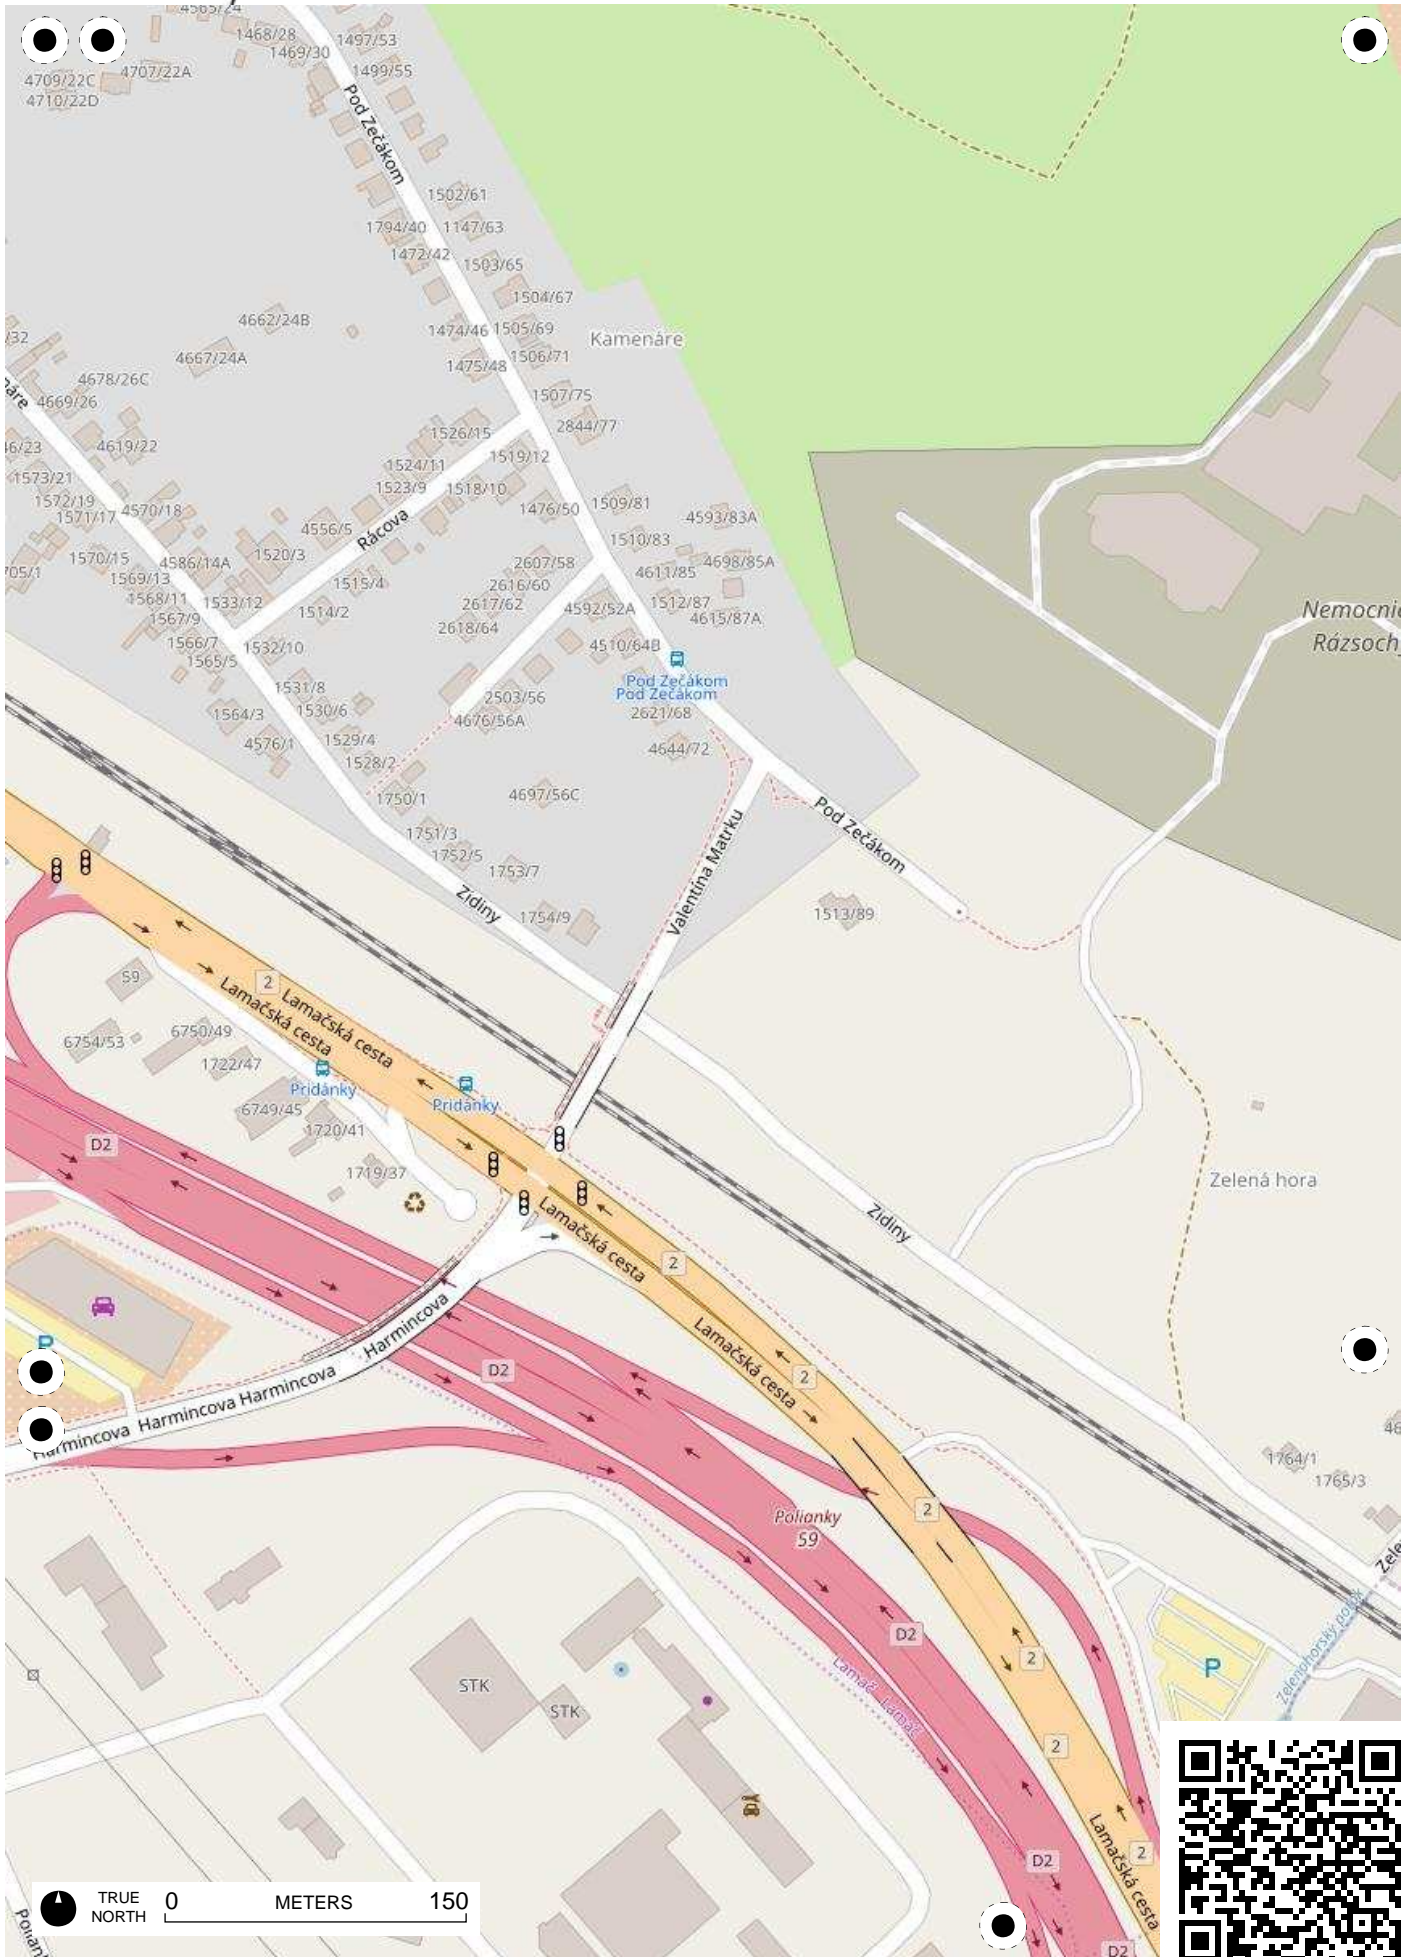 4565/24
1468/28
1469/30
1497/53
1499/55
4709/22C
4710/22D
4707/22A
Pod Zečákom
1502/61
1794/40
1147/63
1472/42
1503/65
1504/67
4662/24B
1474/46
1505/69
Kamenáre
/32
4667/24A
1506/71
1475/48
4678/26C
4669/26
1507/75
2844/77
1526/15
4619/22
1519/12
1524/11
1573/21
1523/9
1518/10
1572/19
1571/17
4570/18
1476/50
1509/81
4593/83A
4556/5
Rácova
1510/83
1520/3
1570/15
4586/14A
2607/58
4698/85A
4611/85
705/1
1569/13
1515/4
2616/60
1568/11
1533/12
2617/62
4592/52A
1512/87
1514/2
1567/9
4615/87A
Nemocnic
Rázsochy
2618/64
1566/7
1532/10
4510/64B
1565/5
Pod Zečákom
Pod Zečákom
1531/8
2503/56
1564/3
1530/6
4676/56A
2621/68
4576/1
1529/4
4644/72
1528/2
1750/1
4697/56C
Pod Zečákom
1751/3
Valentína Matrku
1752/5
1753/7
Zidiny
1754/9
1513/89
59
2
Lamačská cesta
Lamačská cesta
6754/53
6750/49
1722/47
Pridánky
Pridánky
6749/45
1720/41
D2
1719/37
Zelená hora
Zidiny
Lamačská cesta
2
Harmincova
Lamačská cesta
P
D2
2
Harmincova
Harmincova
Harmincova
1764/1
1765/3
2
Polianky
59
Zelenohorský potok
D2
2
P
STK
STK
Lamač
Lamač
2
Lamačská cesta
2
D2
D2
TRUE
NORTH
0 METERS 150